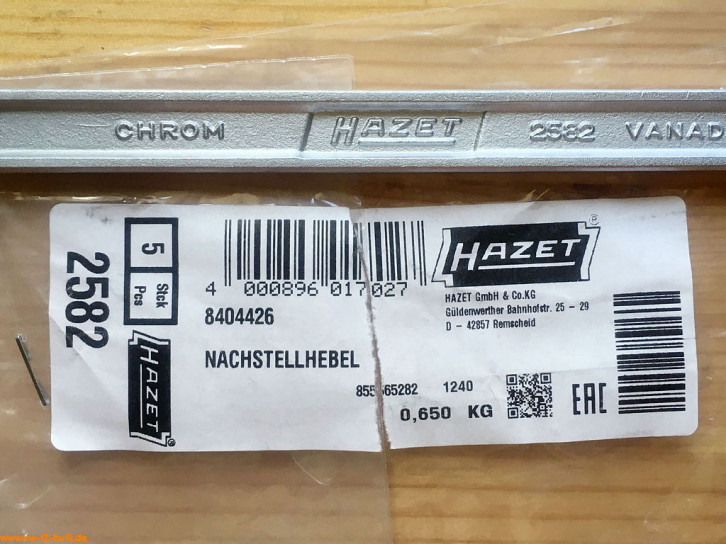 CHROM HAZET 2582 VANAD
2582
5
Stck
Pcs
HAZET
4 000896 017027
8404426
NACHSTELLHEBEL
HAZET
HAZET GmbH & Co.KG
Güldenwerther Bahnhofstr. 25 - 29
D - 42857 Remscheid
1240
0,650 KG
EAC